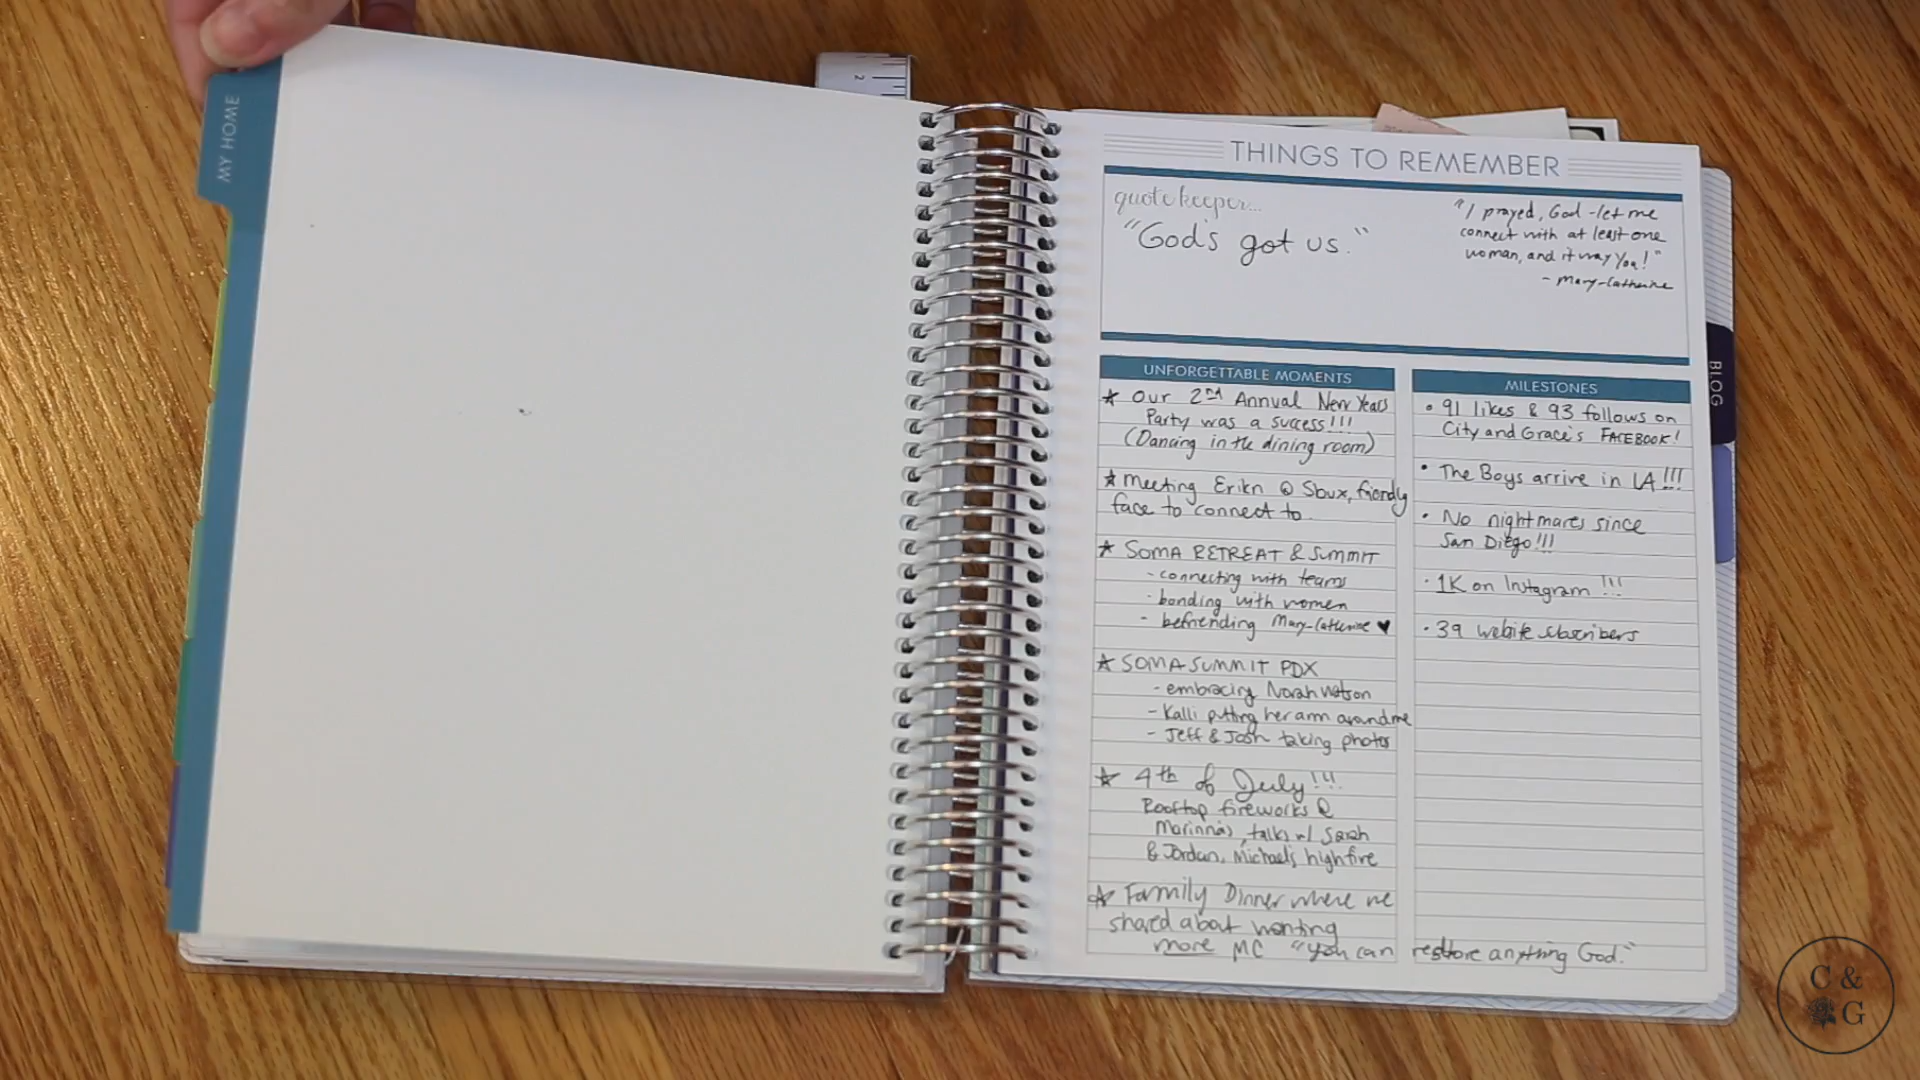 MY HOME
2
THINGS TO REMEMBER
quote keeper...
"God's got us."
"I prayed, God - let me
connect with at least one
woman, and it was you!"
- Mary-Catherine
UNFORGETTABLE MOMENTS
★ Our 2nd Annual New Years
Party was a success!!!
(Dancing in the dining room)
★ Meeting Erikn @ Sbux, friendly
face to connect to.
★ SOMA RETREAT & SUMMIT
- connecting with teams
- bonding with women
- befriending Mary-Catherine ♥
★ SOMA SUMMIT PDX
- embracing Norah Watson
- Kalli putting her arm around me
- Jeff & Josh taking photos
★ 4th of July!!!
Rooftop fireworks @
Marinna's, talks w/ Sarah
& Jordan, Michael's high five
★ Family Dinner where we
shared about wanting
more MC "you can restore anything God."
MILESTONES
• 91 likes & 93 follows on
City and Grace's FACEBOOK!
• The Boys arrive in LA!!!
• No nightmares since
San Diego!!!
• 1K on Instagram!!!
• 39 website subscribers
BLOG
C &
G